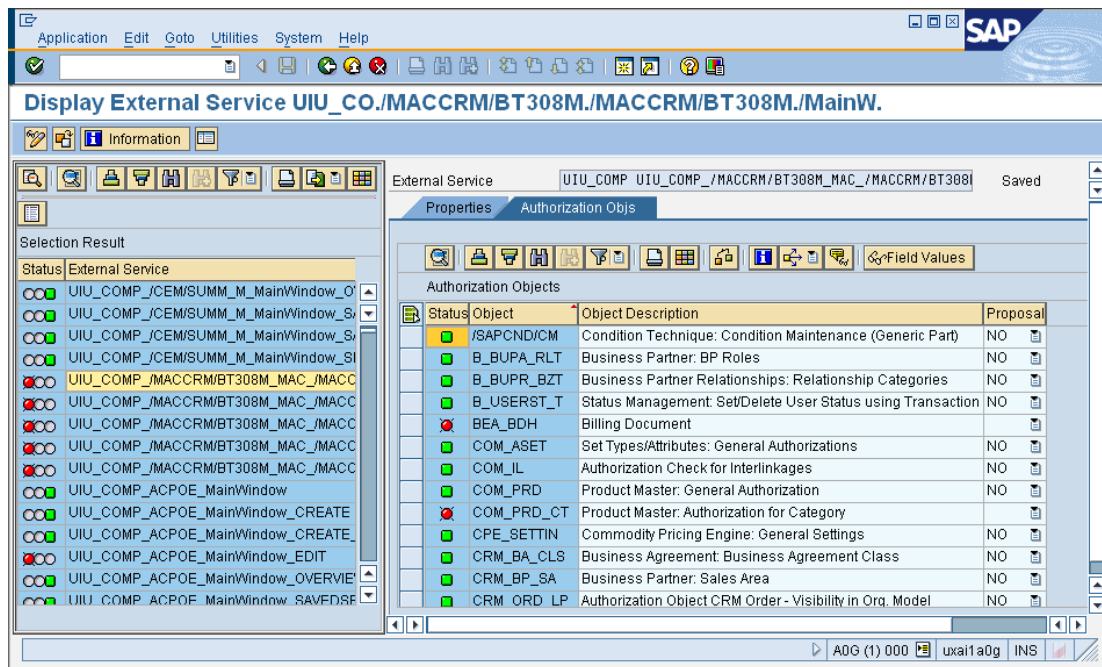 Application Edit Goto Utilities System Help
SAP
Display External Service UIU_CO./MACCRM/BT308M./MACCRM/BT308M./MainW.
Information
External Service UIU_COMP UIU_COMP_/MACCRM/BT308M_MAC_/MACCRM/BT308 Saved
Properties Authorization Objs
Field Values
Selection Result
Status External Service
UIU_COMP_/CEM/SUMM_M_MainWindow_O
UIU_COMP_/CEM/SUMM_M_MainWindow_S
UIU_COMP_/CEM/SUMM_M_MainWindow_S
UIU_COMP_/CEM/SUMM_M_MainWindow_SI
UIU_COMP_/MACCRM/BT308M_MAC_/MACC
UIU_COMP_/MACCRM/BT308M_MAC_/MACC
UIU_COMP_/MACCRM/BT308M_MAC_/MACC
UIU_COMP_/MACCRM/BT308M_MAC_/MACC
UIU_COMP_/MACCRM/BT308M_MAC_/MACC
UIU_COMP_ACPOE_MainWindow
UIU_COMP_ACPOE_MainWindow_CREATE
UIU_COMP_ACPOE_MainWindow_CREATE_
UIU_COMP_ACPOE_MainWindow_EDIT
UIU_COMP_ACPOE_MainWindow_OVERVIE
UIU_COMP_ACPOE_MainWindow_SAVEDSE
Authorization Objects
Status Object Object Description Proposal
/SAPCND/CM Condition Technique: Condition Maintenance (Generic Part) NO
B_BUPA_RLT Business Partner: BP Roles NO
B_BUPR_BZT Business Partner Relationships: Relationship Categories NO
B_USERST_T Status Management: Set/Delete User Status using Transaction NO
BEA_BDH Billing Document
COM_ASET Set Types/Attributes: General Authorizations NO
COM_IL Authorization Check for Interlinkages NO
COM_PRD Product Master: General Authorization NO
COM_PRD_CT Product Master: Authorization for Category
CPE_SETTIN Commodity Pricing Engine: General Settings NO
CRM_BA_CLS Business Agreement: Business Agreement Class NO
CRM_BP_SA Business Partner: Sales Area NO
CRM_ORD_LP Authorization Object CRM Order - Visibility in Org. Model NO
A0G (1) 000 uxai1a0g INS